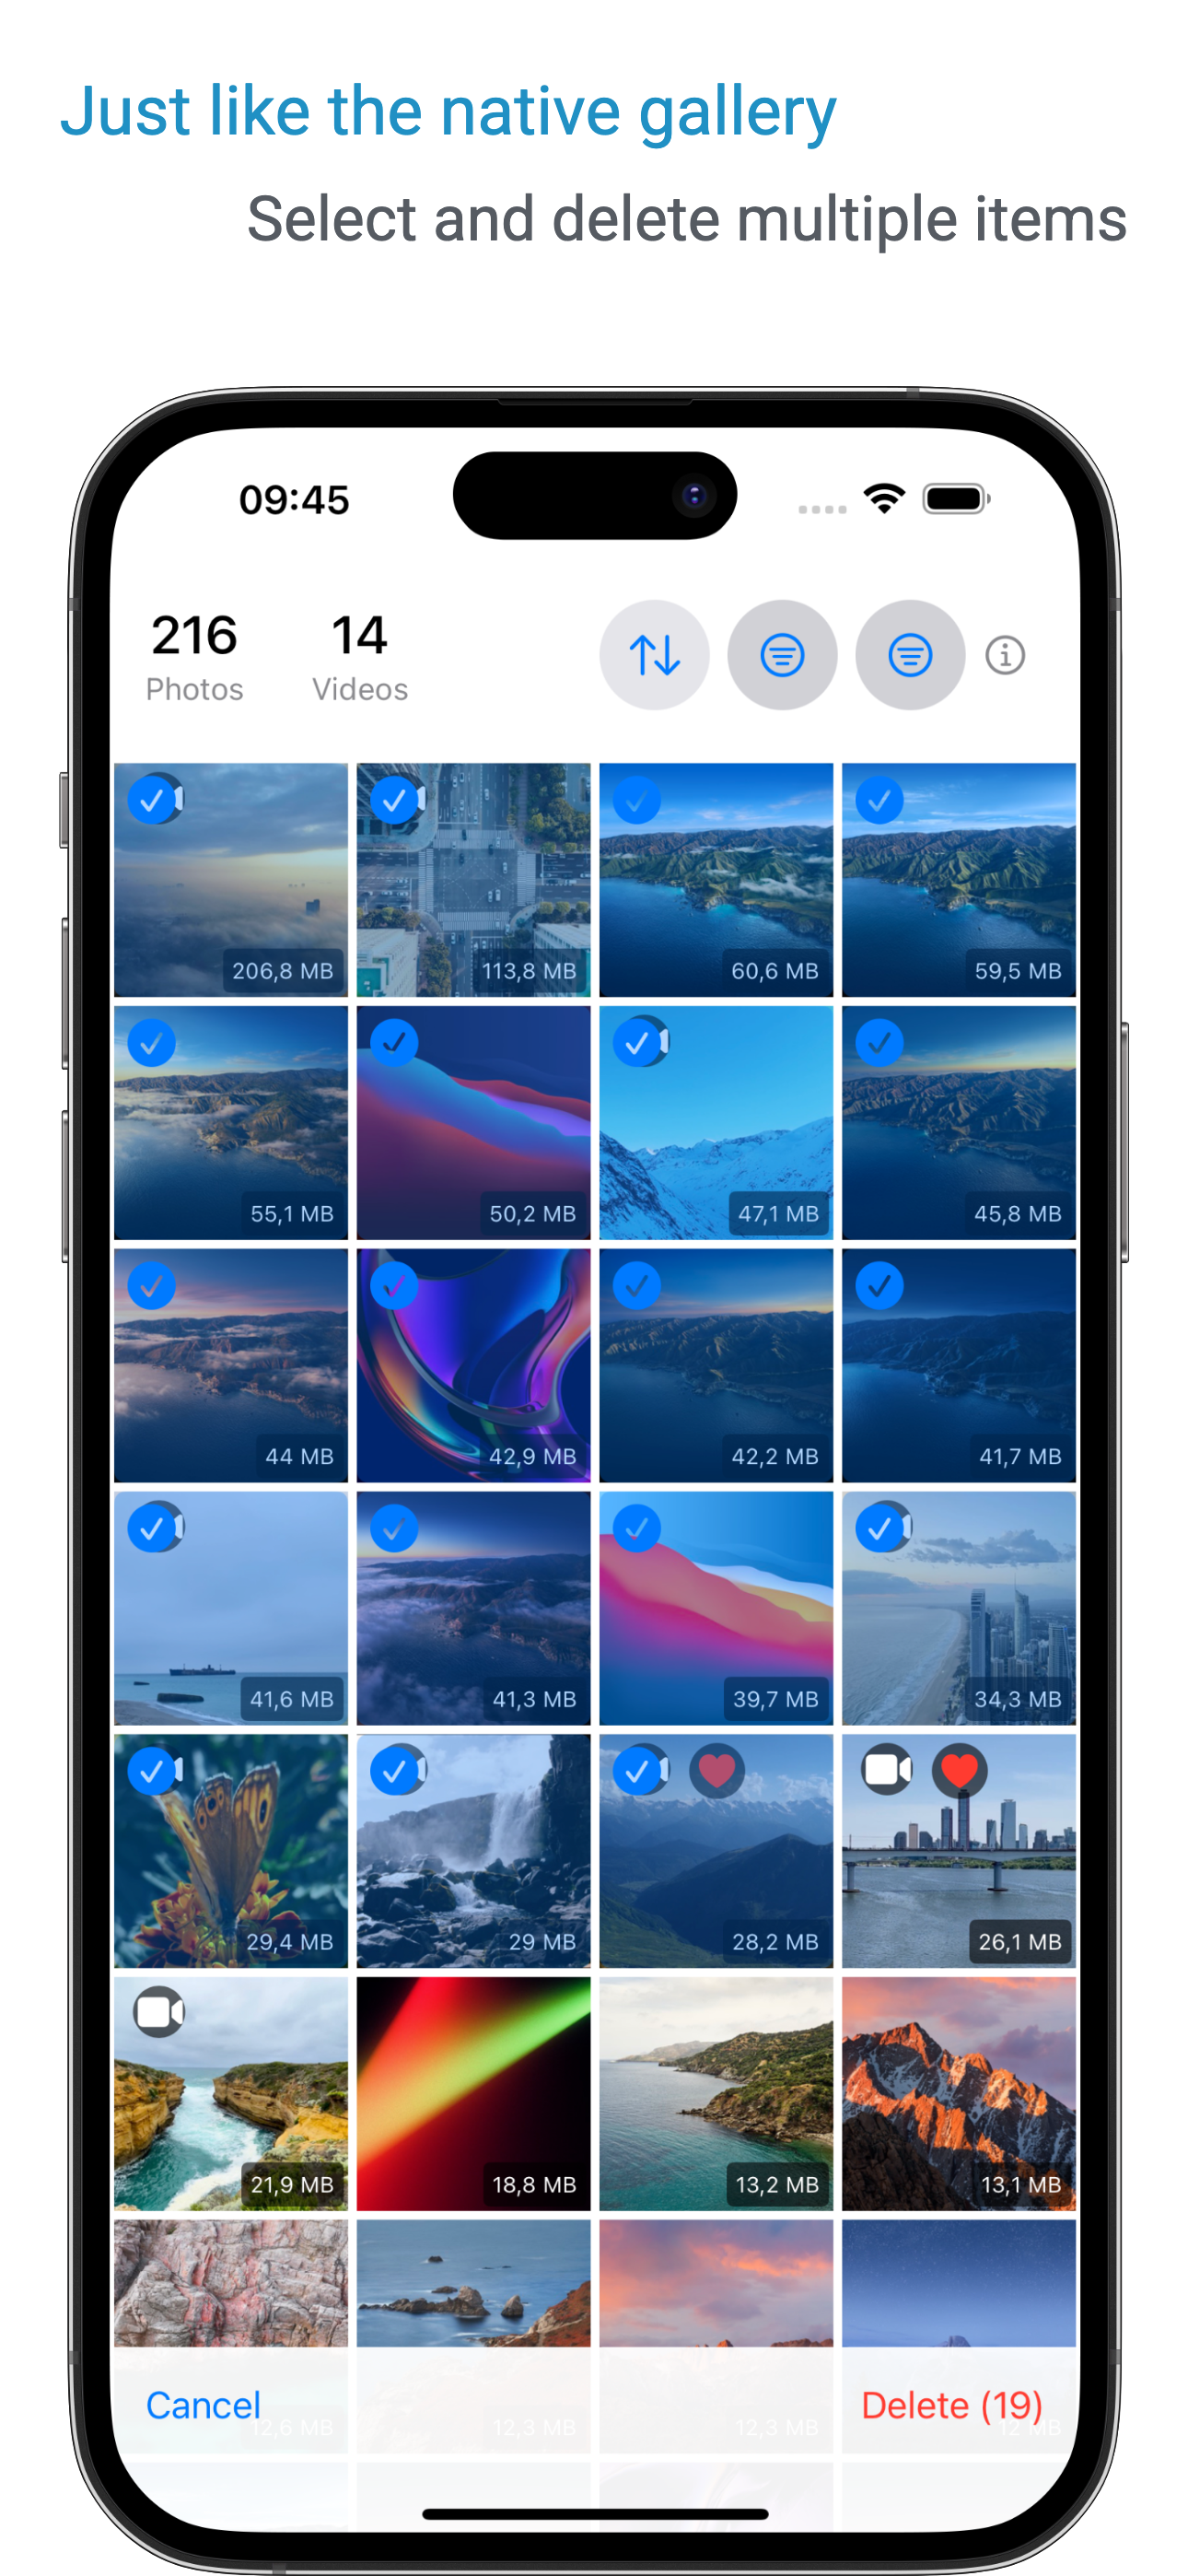 Just like the native gallery
Select and delete multiple items
09:45
216 14
Photos Videos
206,8 MB 113,8 MB 60,6 MB 59,5 MB
55,1 MB 50,2 MB 47,1 MB 45,8 MB
44 MB 42,9 MB 42,2 MB 41,7 MB
41,6 MB 41,3 MB 39,7 MB 34,3 MB
29,4 MB 29 MB 28,2 MB 26,1 MB
21,9 MB 18,8 MB 13,2 MB 13,1 MB
Cancel Delete (19)
12,6 MB 12,3 MB 12,3 MB 12 MB